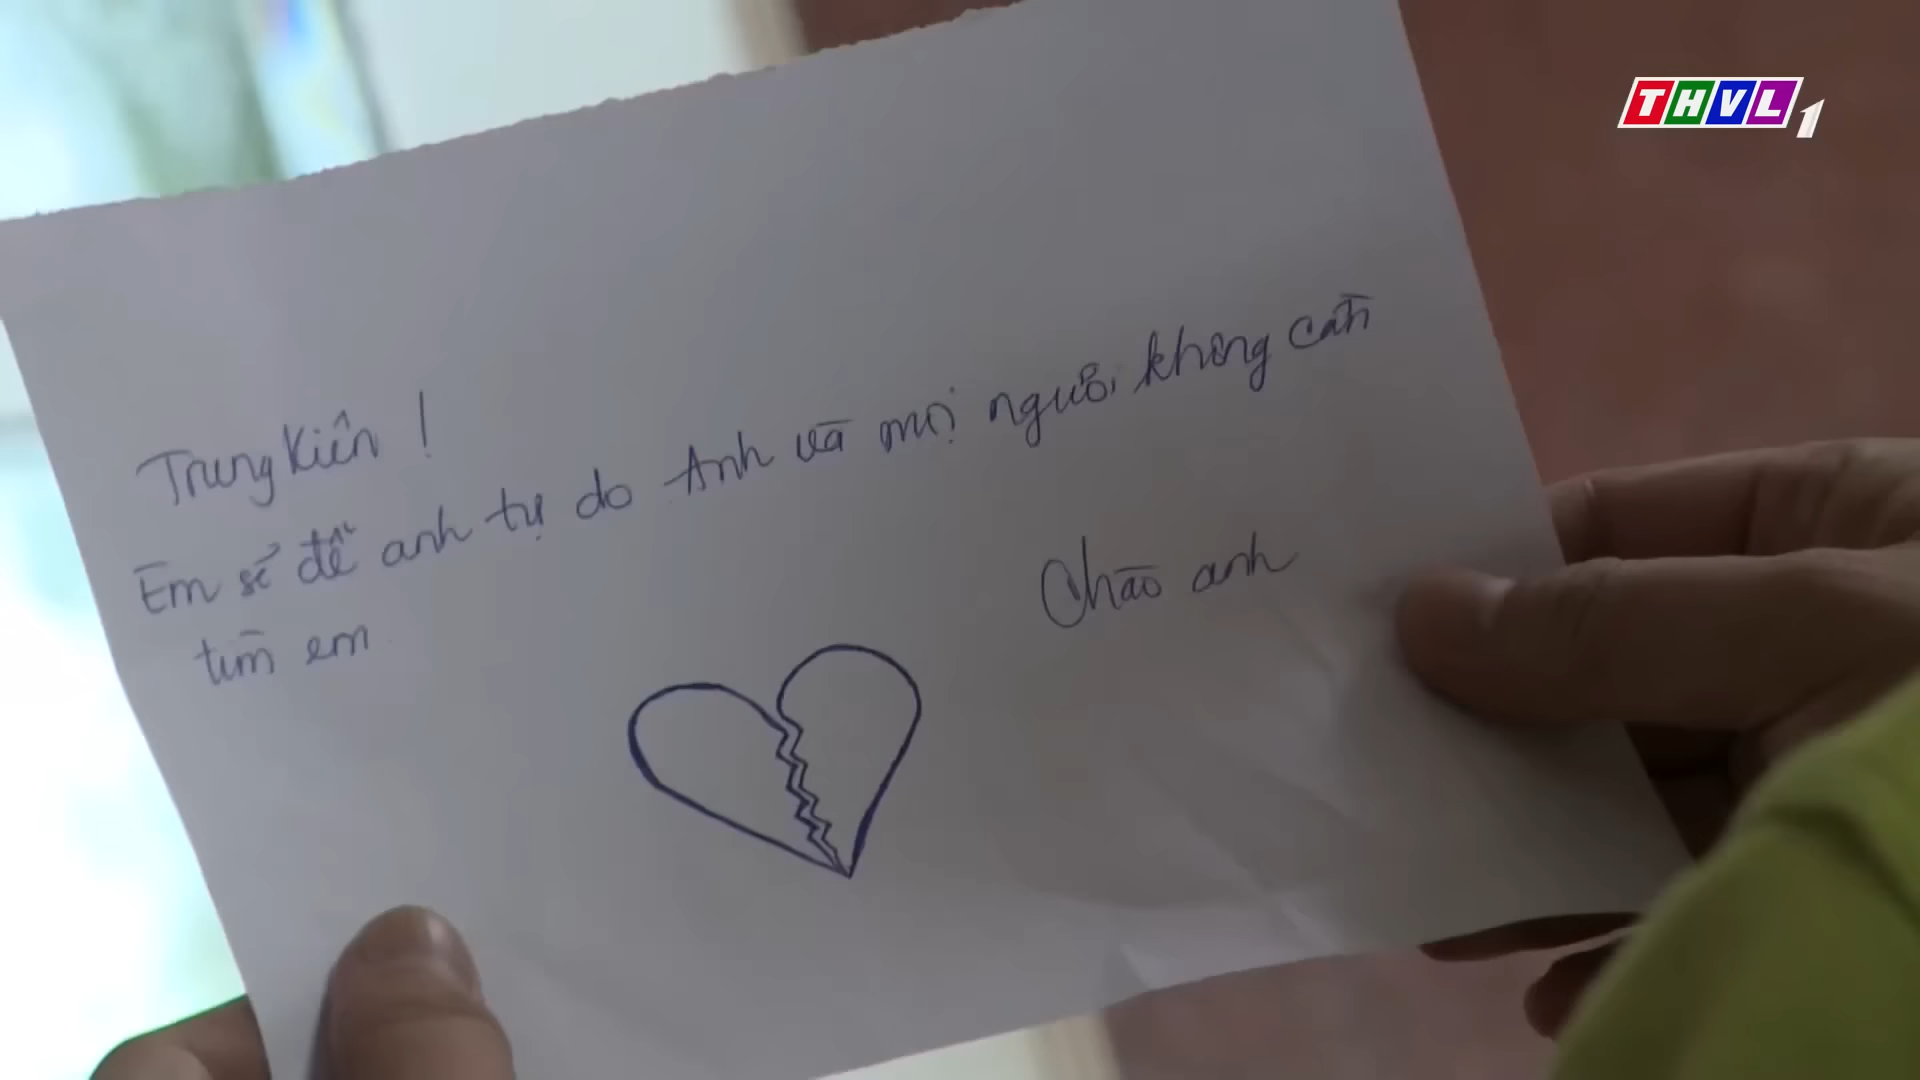 THVL1
Trung Kiên !
Em sẽ để anh tự do Anh và mọi người không cần
tìm em
Chào anh